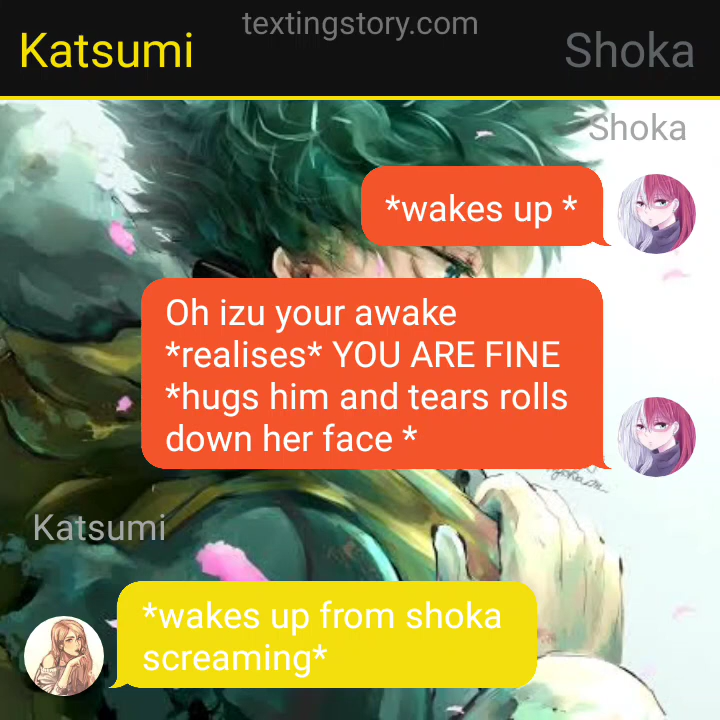 textingstory.com
Katsumi
Shoka
Shoka
*wakes up *
Oh izu your awake
*realises* YOU ARE FINE
*hugs him and tears rolls
down her face *
Katsumi
*wakes up from shoka
screaming*